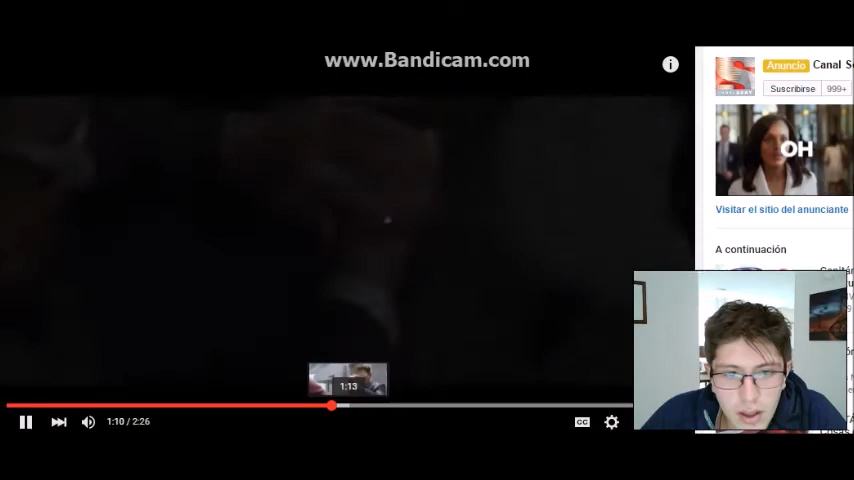 www.Bandicam.com
Anuncio Canal
Suscribirse 999+
OH
Visitar el sitio del anunciante
A continuación
1:13
1:10 / 2:26
CC